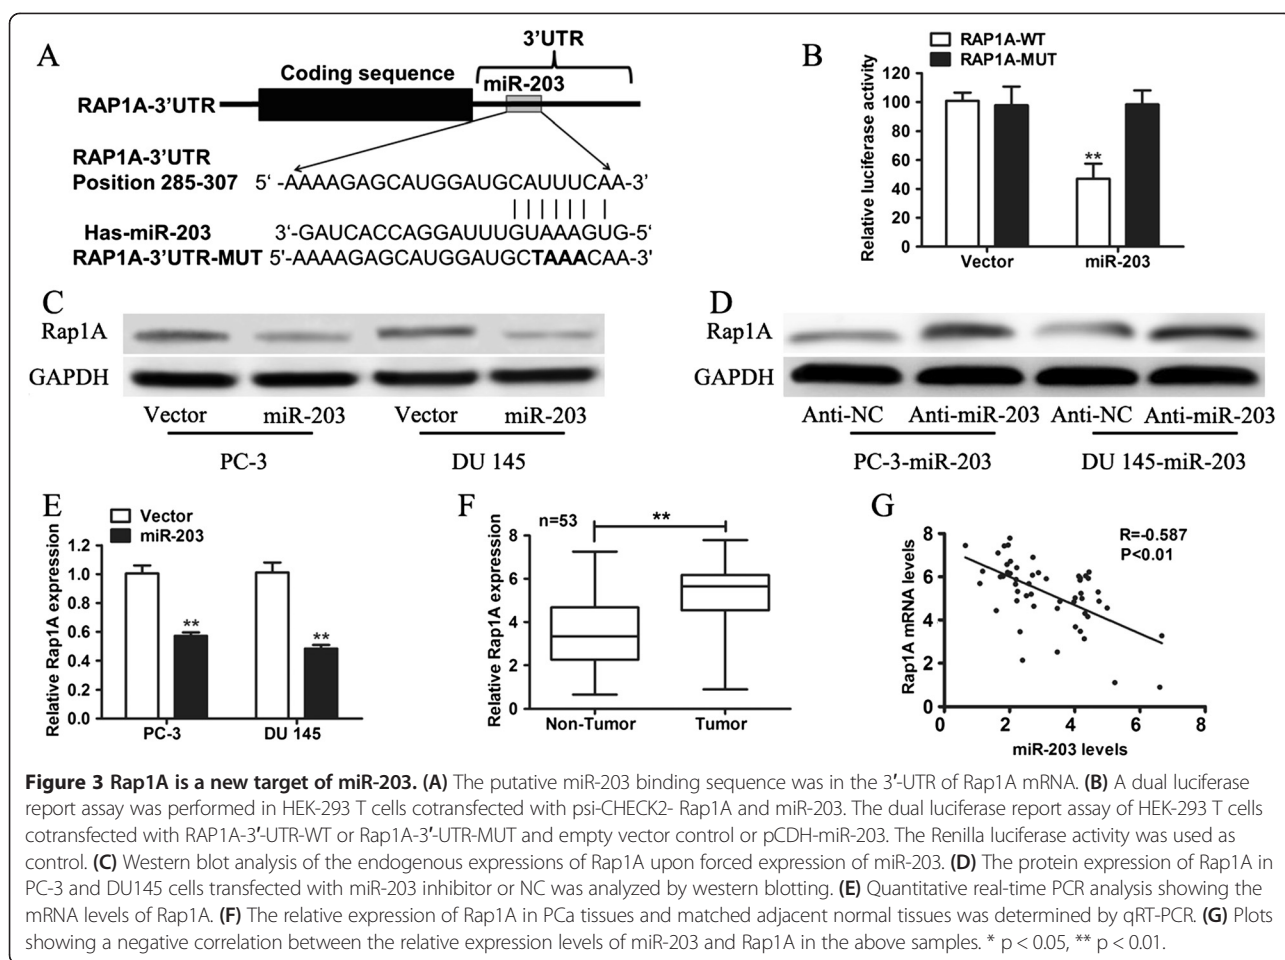 A
3'UTR
Coding sequence
miR-203
RAP1A-3'UTR
RAP1A-3'UTR
Position 285-307 5' -AAAAGAGCAUGGAUGCAUUUCAA-3'
Has-miR-203 3'-GAUCACCAGGAUUUGUAAAGUG-5'
RAP1A-3'UTR-MUT 5'-AAAAGAGCAUGGAUGCTAAACAA-3'
B
RAP1A-WT
RAP1A-MUT
Relative luciferase activity
120
100
80
60
40
20
0
**
Vector miR-203
C
Rap1A
GAPDH
Vector miR-203 Vector miR-203
PC-3 DU 145
D
Rap1A
GAPDH
Anti-NC Anti-miR-203 Anti-NC Anti-miR-203
PC-3-miR-203 DU 145-miR-203
E
Vector
miR-203
Relative Rap1A expression
1.2
1.0
0.8
0.6
0.4
0.2
0.0
**
**
PC-3 DU 145
F
n=53
**
Relative Rap1A expression
8
6
4
2
0
Non-Tumor Tumor
G
R=-0.587
P<0.01
Rap1A mRNA levels
8
6
4
2
0
0 2 4 6 8
miR-203 levels
Figure 3 Rap1A is a new target of miR-203. (A) The putative miR-203 binding sequence was in the 3′-UTR of Rap1A mRNA. (B) A dual luciferase
report assay was performed in HEK-293 T cells cotransfected with psi-CHECK2- Rap1A and miR-203. The dual luciferase report assay of HEK-293 T cells
cotransfected with RAP1A-3′-UTR-WT or Rap1A-3′-UTR-MUT and empty vector control or pCDH-miR-203. The Renilla luciferase activity was used as
control. (C) Western blot analysis of the endogenous expressions of Rap1A upon forced expression of miR-203. (D) The protein expression of Rap1A in
PC-3 and DU145 cells transfected with miR-203 inhibitor or NC was analyzed by western blotting. (E) Quantitative real-time PCR analysis showing the
mRNA levels of Rap1A. (F) The relative expression of Rap1A in PCa tissues and matched adjacent normal tissues was determined by qRT-PCR. (G) Plots
showing a negative correlation between the relative expression levels of miR-203 and Rap1A in the above samples. * p < 0.05, ** p < 0.01.